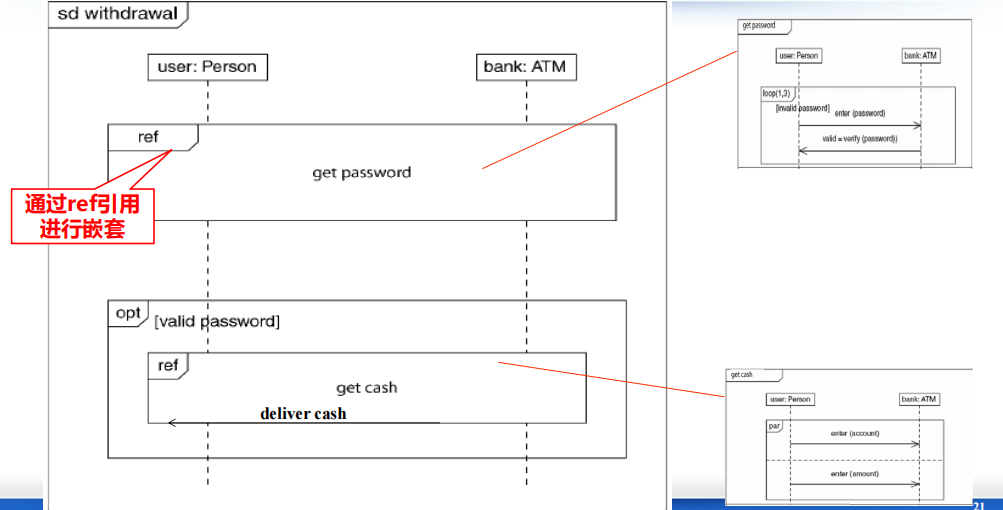 sd withdrawal
user: Person
bank: ATM
ref
get password
通过ref引用
进行嵌套
opt
[valid password]
ref
get cash
deliver cash
get password
user: Person
bank: ATM
loop(1,3)
[invalid password]
enter (password)
valid = verify (password))
get cash
user: Person
bank: ATM
par
enter (account)
enter (amount)
21